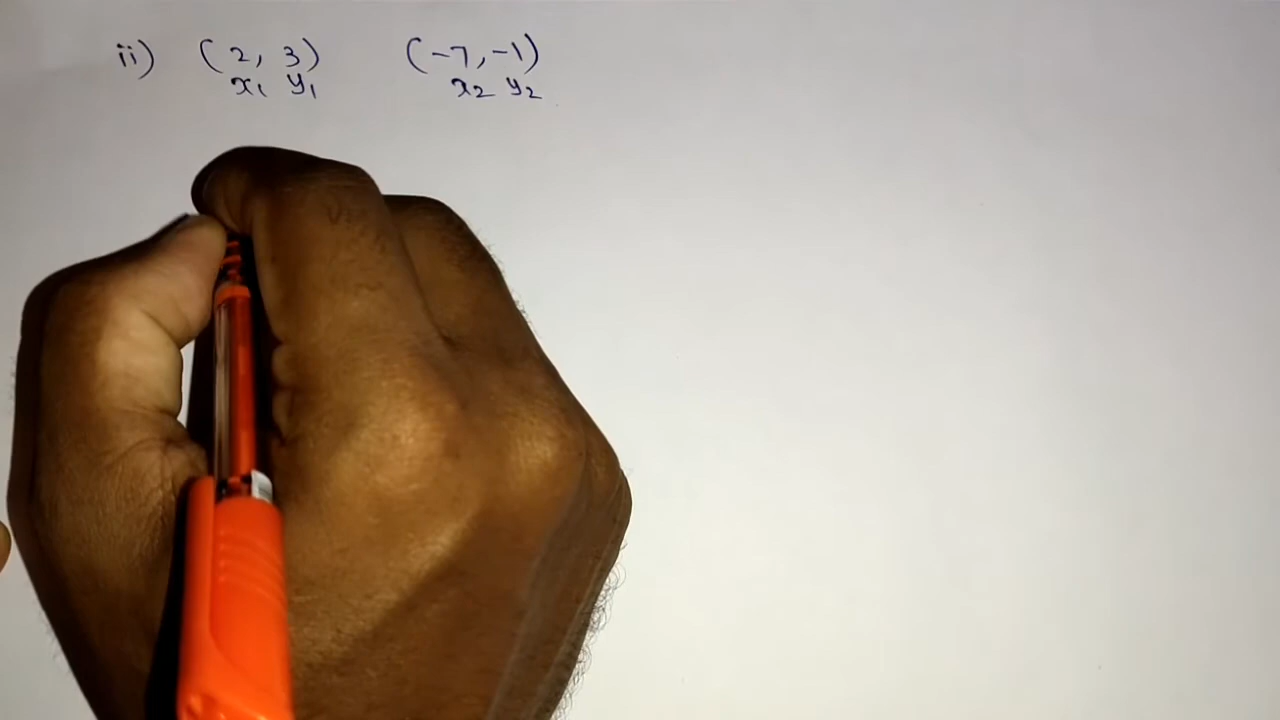 ii) (2, 3) (-7, -1)
x₁ y₁ x₂ y₂